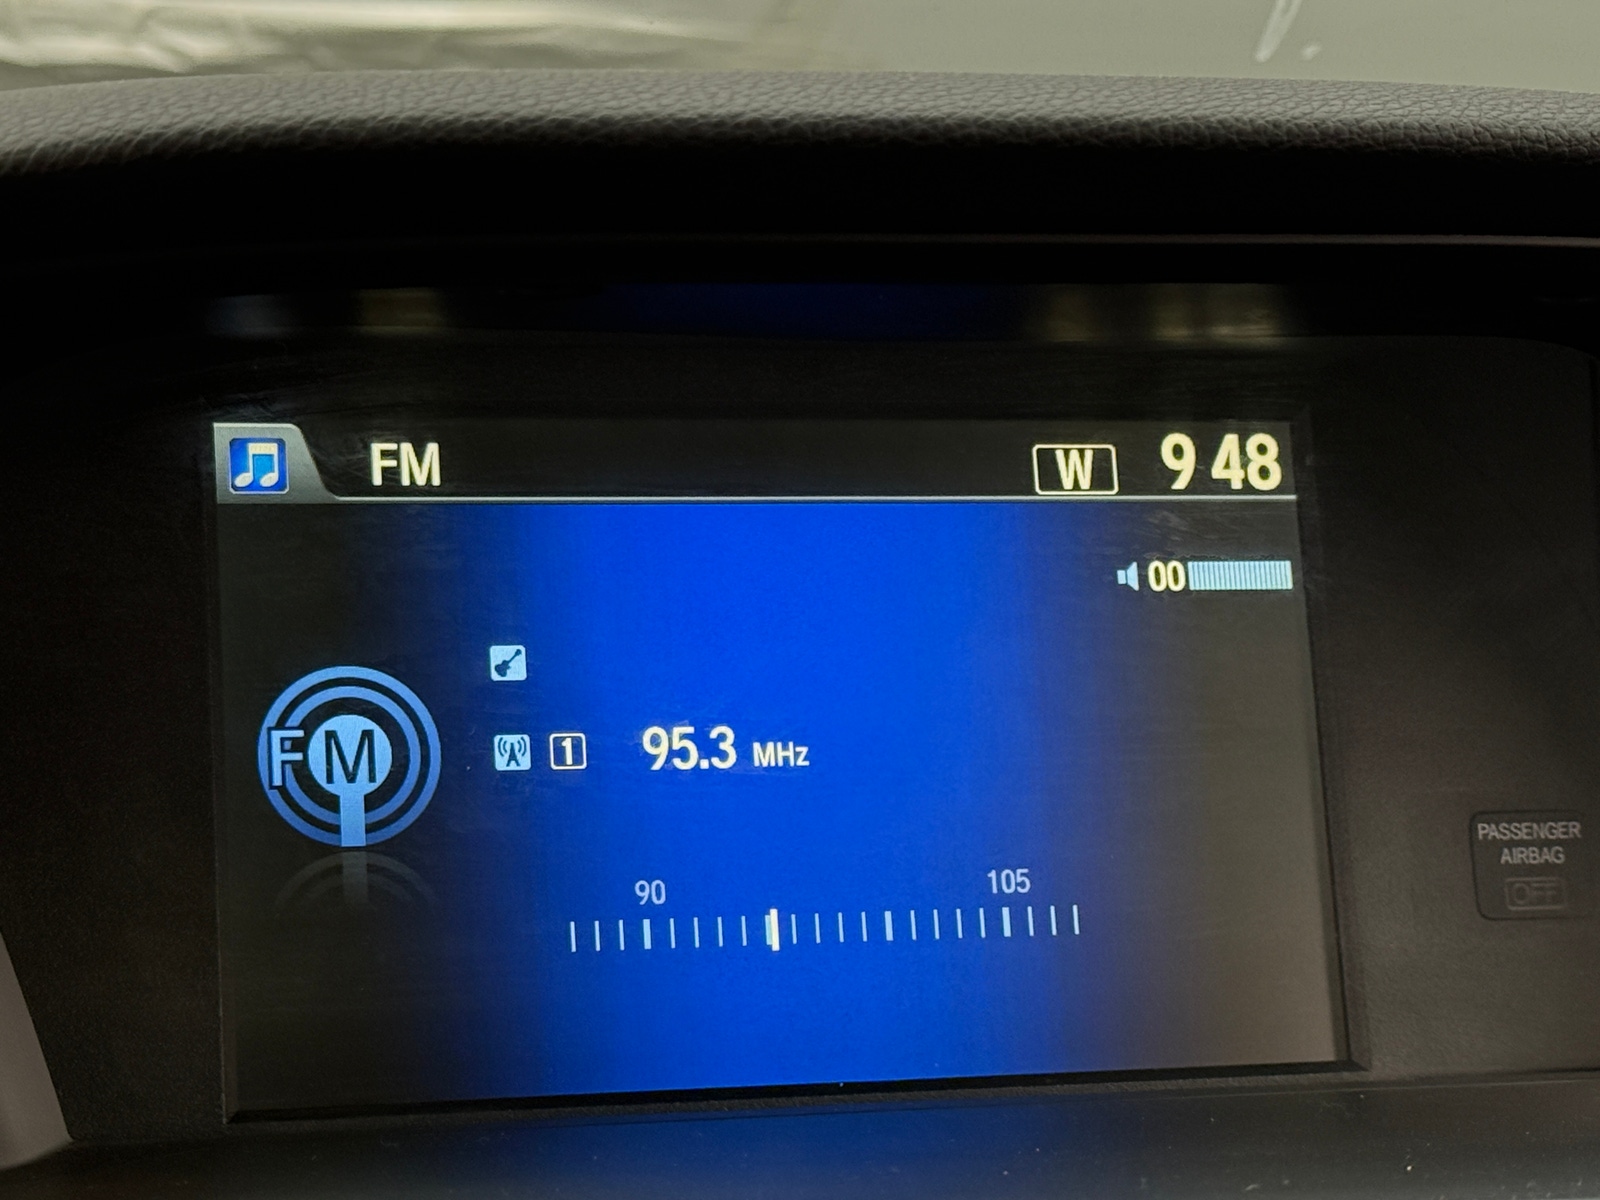 FM W 9 48
00
FM 1 95.3 MHz
90 105
PASSENGER
AIRBAG
OFF